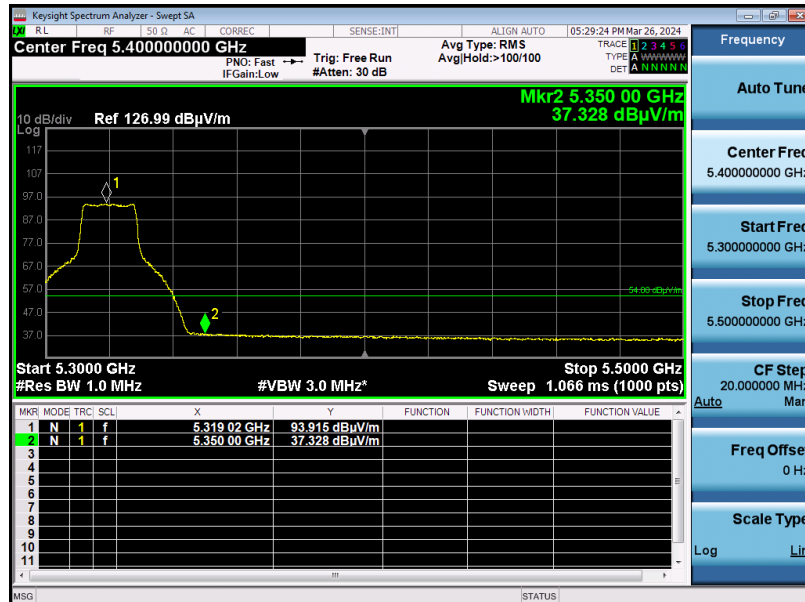 Keysight Spectrum Analyzer - Swept SA
RL RF 50 Ω AC CORREC SENSE:INT ALIGN AUTO 05:29:24 PM Mar 26, 2024
Center Freq 5.400000000 GHz
PNO: Fast
IFGain:Low
Trig: Free Run
#Atten: 30 dB
Avg Type: RMS
Avg|Hold:>100/100
TRACE 1 2 3 4 5 6
TYPE A WWWWW
DET A N N N N N
Mkr2 5.350 00 GHz
37.328 dBµV/m
10 dB/div Ref 126.99 dBµV/m
Log
117
107
97.0
87.0
77.0
67.0
57.0
47.0
37.0
1
2
54.00 dBµV/m
Start 5.3000 GHz Stop 5.5000 GHz
#Res BW 1.0 MHz #VBW 3.0 MHz* Sweep 1.066 ms (1000 pts)
MKR MODE TRC SCL X Y FUNCTION FUNCTION WIDTH FUNCTION VALUE
1 N 1 f 5.319 02 GHz 93.915 dBµV/m
2 N 1 f 5.350 00 GHz 37.328 dBµV/m
3
4
5
6
7
8
9
10
11
MSG STATUS
Frequency
Auto Tune
Center Freq
5.400000000 GHz
Start Freq
5.300000000 GHz
Stop Freq
5.500000000 GHz
CF Step
20.000000 MHz
Auto Man
Freq Offset
0 Hz
Scale Type
Log Lin